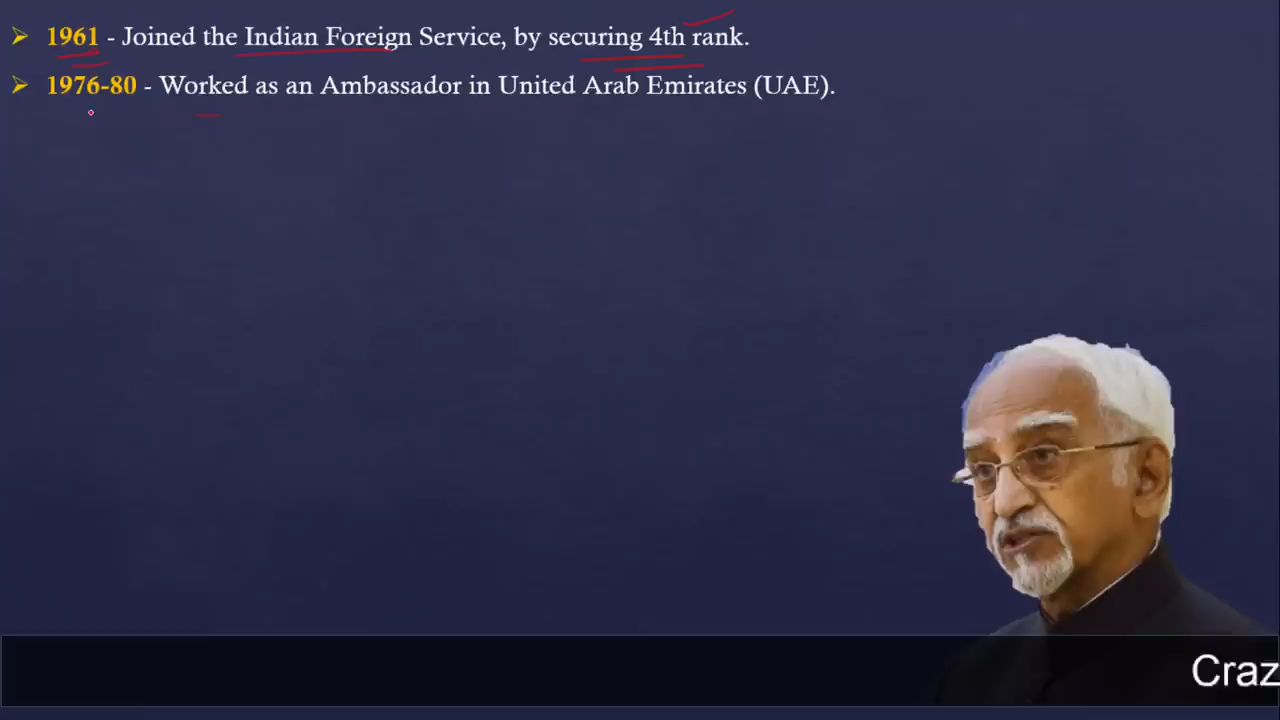 ➢ 1961 - Joined the Indian Foreign Service, by securing 4th rank.
➢ 1976-80 - Worked as an Ambassador in United Arab Emirates (UAE).
Craz